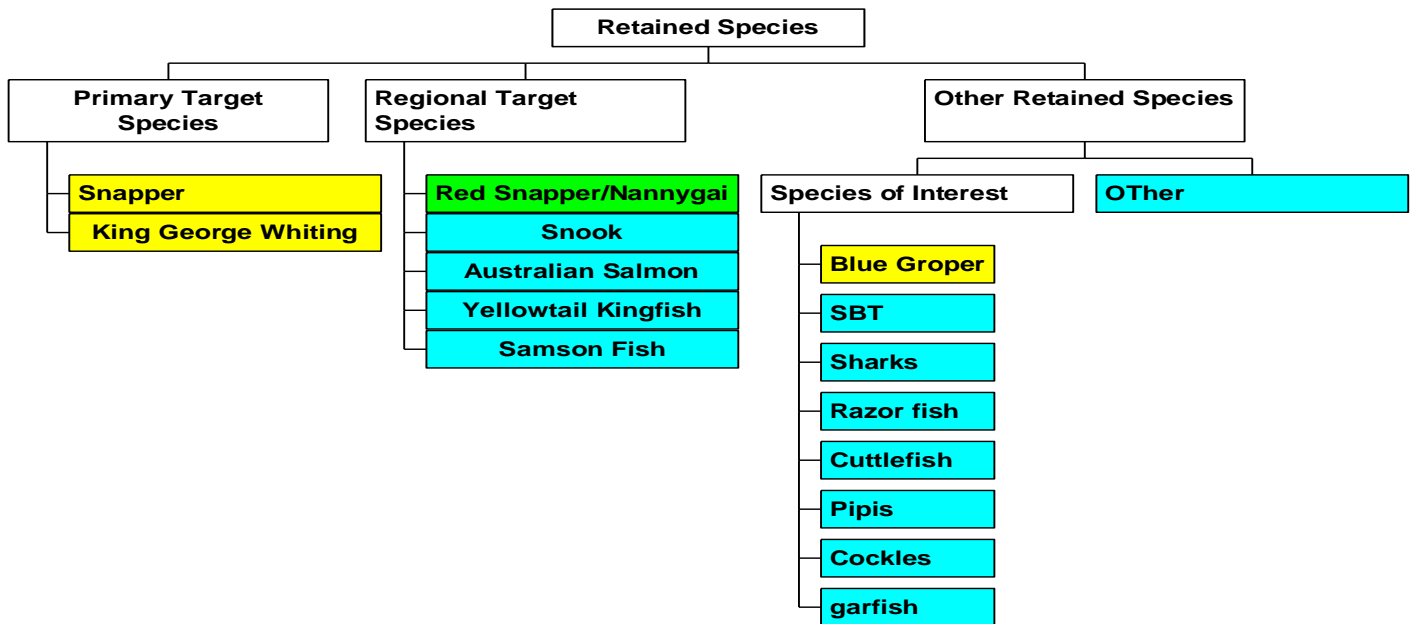 Retained Species
Primary Target
Species
Regional Target
Species
Other Retained Species
Snapper
King George Whiting
Red Snapper/Nannygai
Snook
Australian Salmon
Yellowtail Kingfish
Samson Fish
Species of Interest
OTher
Blue Groper
SBT
Sharks
Razor fish
Cuttlefish
Pipis
Cockles
garfish